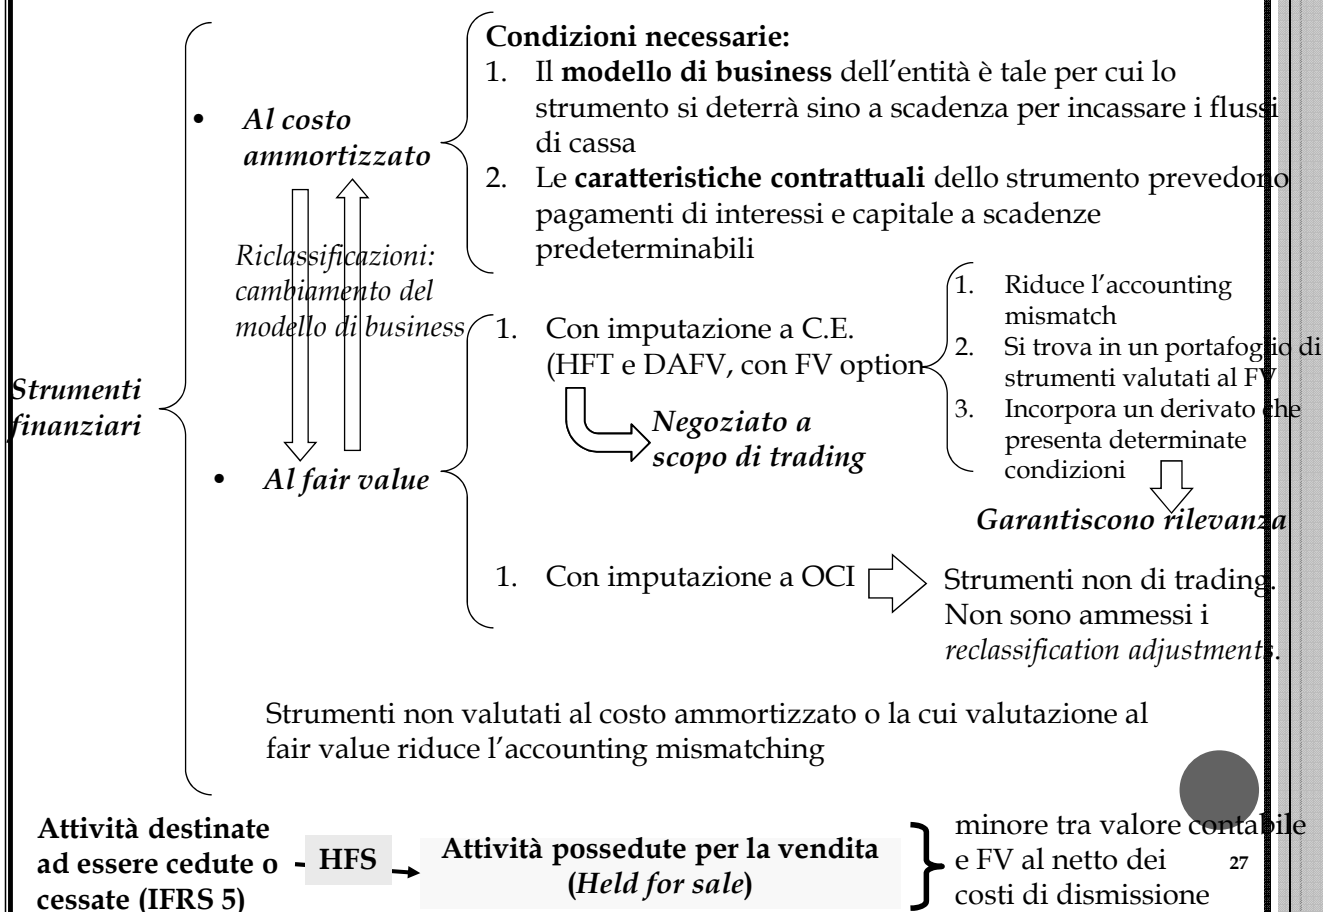 Condizioni necessarie:
1. Il modello di business dell'entità è tale per cui lo
strumento si deterrà sino a scadenza per incassare i flussi
di cassa
2. Le caratteristiche contrattuali dello strumento prevedono
pagamenti di interessi e capitale a scadenze
predeterminabili
• Al costo
ammortizzato
Riclassificazioni:
cambiamento del
modello di business
Strumenti
finanziari
• Al fair value
1. Con imputazione a C.E.
(HFT e DAFV, con FV option
Negoziato a
scopo di trading
1. Riduce l'accounting
mismatch
2. Si trova in un portafoglio di
strumenti valutati al FV
3. Incorpora un derivato che
presenta determinate
condizioni
Garantiscono rilevanza
1. Con imputazione a OCI
Strumenti non di trading.
Non sono ammessi i
reclassification adjustments.
Strumenti non valutati al costo ammortizzato o la cui valutazione al
fair value riduce l'accounting mismatching
Attività destinate
ad essere cedute o
cessate (IFRS 5)
HFS
Attività possedute per la vendita
(Held for sale)
minore tra valore contabile
e FV al netto dei
costi di dismissione
27